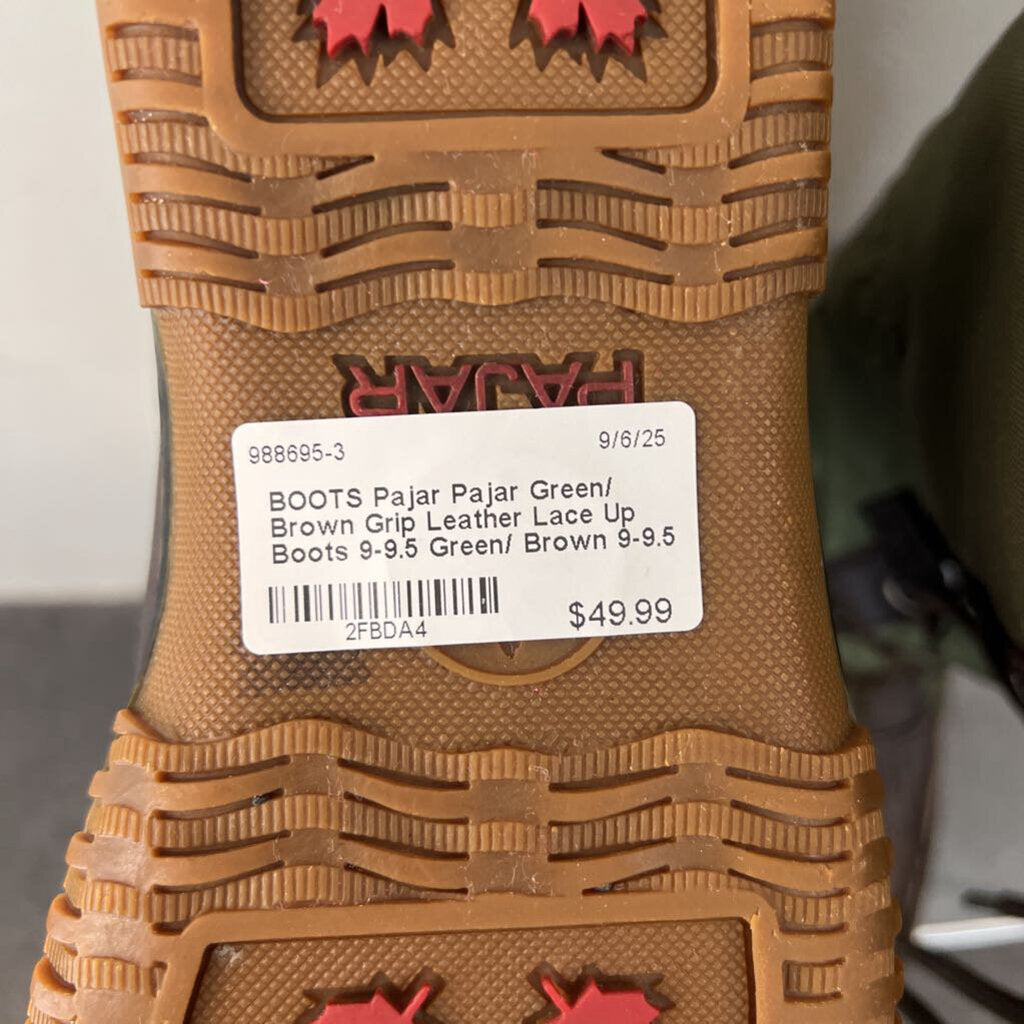 PAJAR
988695-3 9/6/25
BOOTS Pajar Pajar Green/
Brown Grip Leather Lace Up
Boots 9-9.5 Green/ Brown 9-9.5
2FBDA4 $49.99